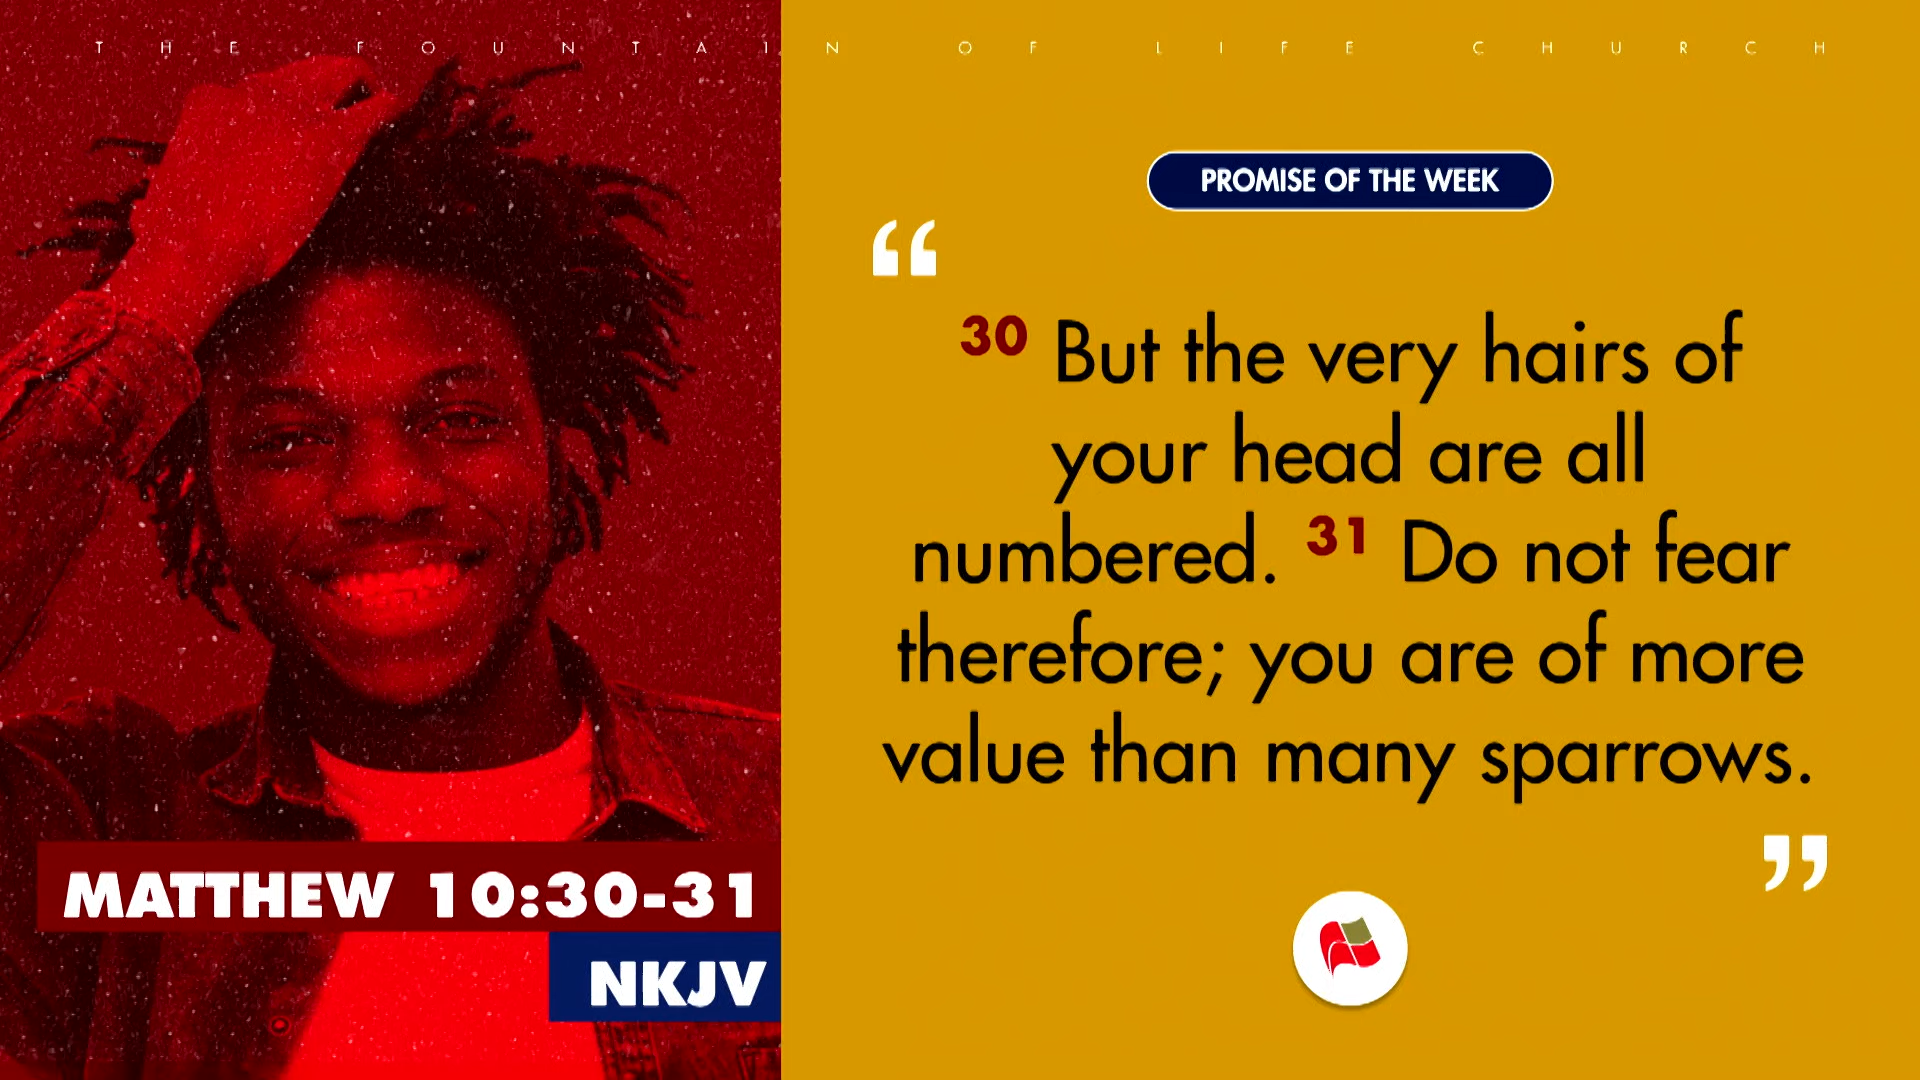 THE FOUNTAIN OF LIFE CHURCH
PROMISE OF THE WEEK
“
30 But the very hairs of
your head are all
numbered. 31 Do not fear
therefore; you are of more
value than many sparrows.
”
MATTHEW 10:30-31
NKJV